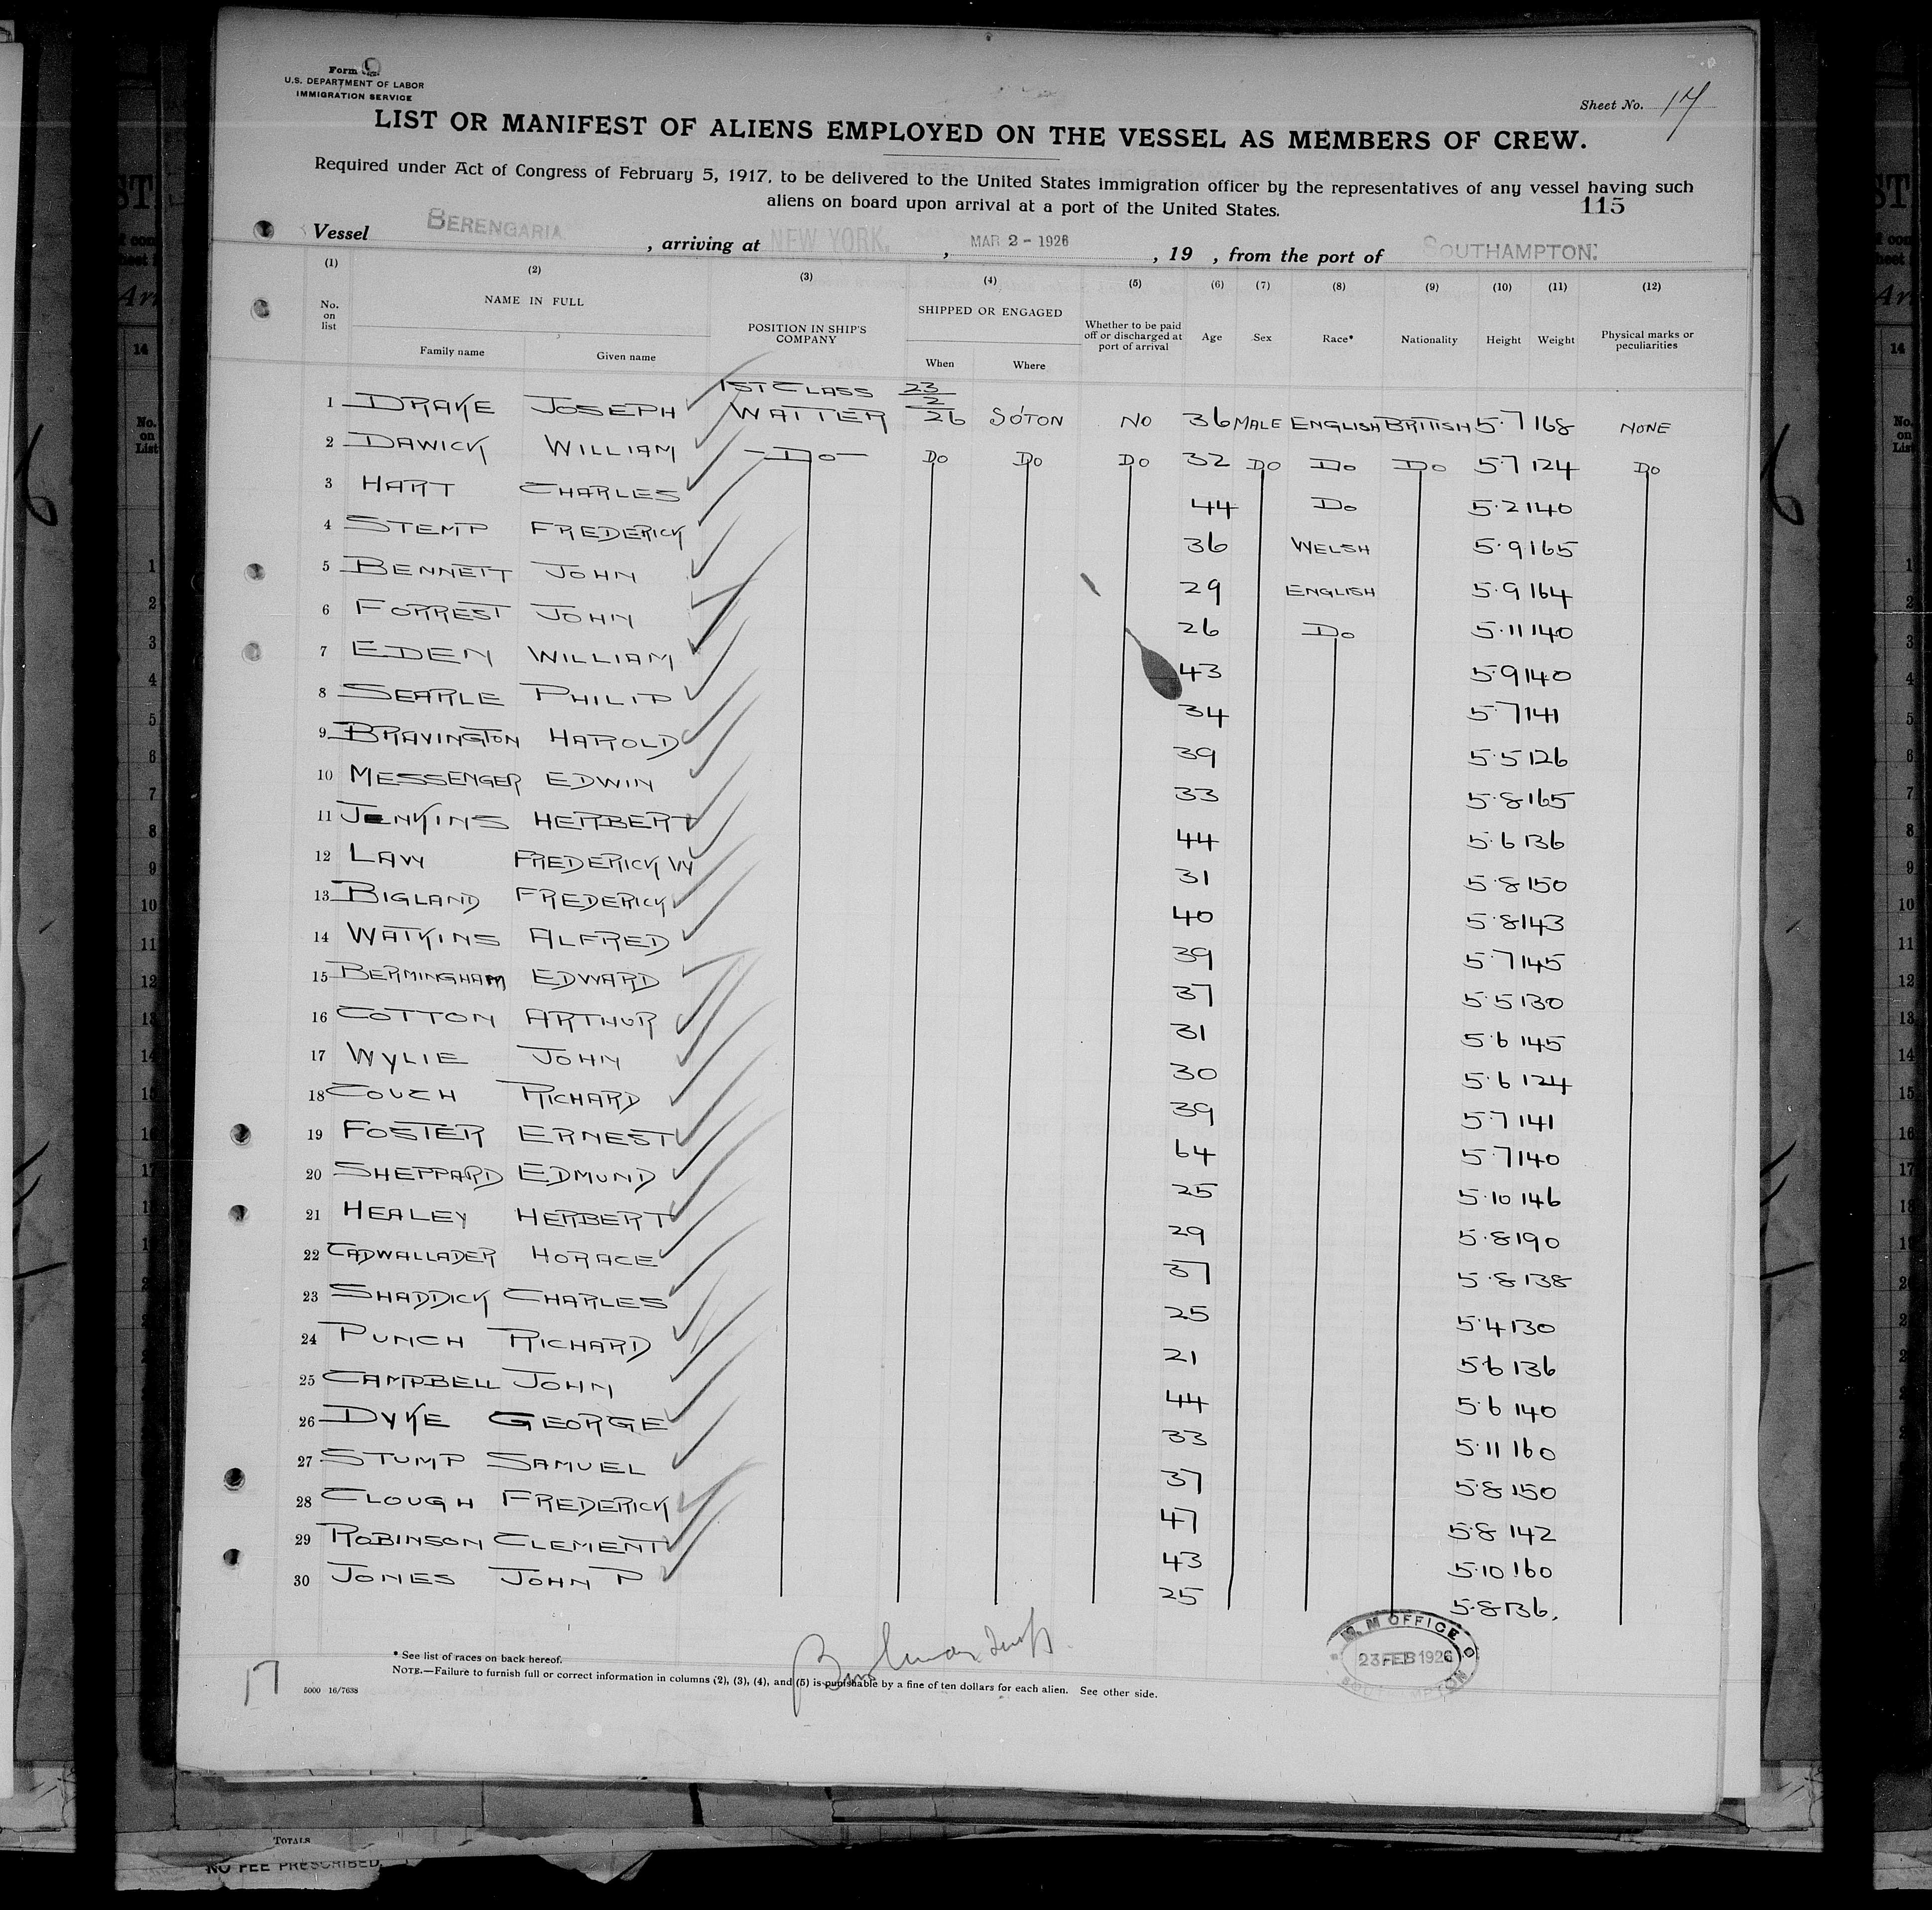 Form
U.S. DEPARTMENT OF LABOR
IMMIGRATION SERVICE
Sheet No. 17
LIST OR MANIFEST OF ALIENS EMPLOYED ON THE VESSEL AS MEMBERS OF CREW.
Required under Act of Congress of February 5, 1917, to be delivered to the United States immigration officer by the representatives of any vessel having such
aliens on board upon arrival at a port of the United States.
115
Vessel BERENGARIA, arriving at NEW YORK., MAR 2 - 1926, 19 , from the port of SOUTHAMPTON.
(1) (2) (3) (4) (5) (6) (7) (8) (9) (10) (11) (12)
No. on list NAME IN FULL Family name Given name POSITION IN SHIP'S COMPANY SHIPPED OR ENGAGED When Where Whether to be paid off or discharged at port of arrival Age Sex Race* Nationality Height Weight Physical marks or peculiarities
1 DRAKE JOSEPH 1ST CLASS WAITER 23/2/26 SO'TON NO 36 MALE ENGLISH BRITISH 5.7 168 NONE
2 DAWICK WILLIAM -DO- DO DO DO 32 DO DO DO 5.7 124 DO
3 HART CHARLES 44 DO 5.2 140
4 STEMP FREDERICK 36 WELSH 5.9 165
5 BENNETT JOHN 29 ENGLISH 5.9 164
6 FORREST JOHN 26 DO 5.11 140
7 EDEN WILLIAM 43 5.9 140
8 SEARLE PHILIP 34 5.7 141
9 BRAVINGTON HAROLD 39 5.5 126
10 MESSENGER EDWIN 33 5.8 165
11 JENKINS HERBERT 44 5.6 136
12 LAVY FREDERICK W 31 5.8 150
13 BIGLAND FREDERICK 40 5.8 143
14 WATKINS ALFRED 39 5.7 145
15 BERMINGHAM EDWARD 37 5.5 130
16 COTTON ARTHUR 31 5.6 145
17 WYLIE JOHN 30 5.6 124
18 COUCH RICHARD 39 5.7 141
19 FOSTER ERNEST 64 5.7 140
20 SHEPPARD EDMUND 25 5.10 146
21 HEALEY HERBERT 29 5.8 190
22 CADWALLADER HORACE 37 5.8 138
23 SHADDICK CHARLES 25 5.4 130
24 PUNCH RICHARD 21 5.6 136
25 CAMPBELL JOHN 44 5.6 140
26 DYKE GEORGE 33 5.11 160
27 STUMP SAMUEL 37 5.8 150
28 CLOUGH FREDERICK 47 5.8 142
29 ROBINSON CLEMENT 43 5.10 160
30 JONES JOHN P 25 5.8 136.
M.M OFFICE
23 FEB 1926
* See list of races on back hereof.
NOTE.—Failure to furnish full or correct information in columns (2), (3), (4), and (5) is punishable by a fine of ten dollars for each alien. See other side.
17
5000 16/7638
TOTALS
NO FEE PRESCRIBED.